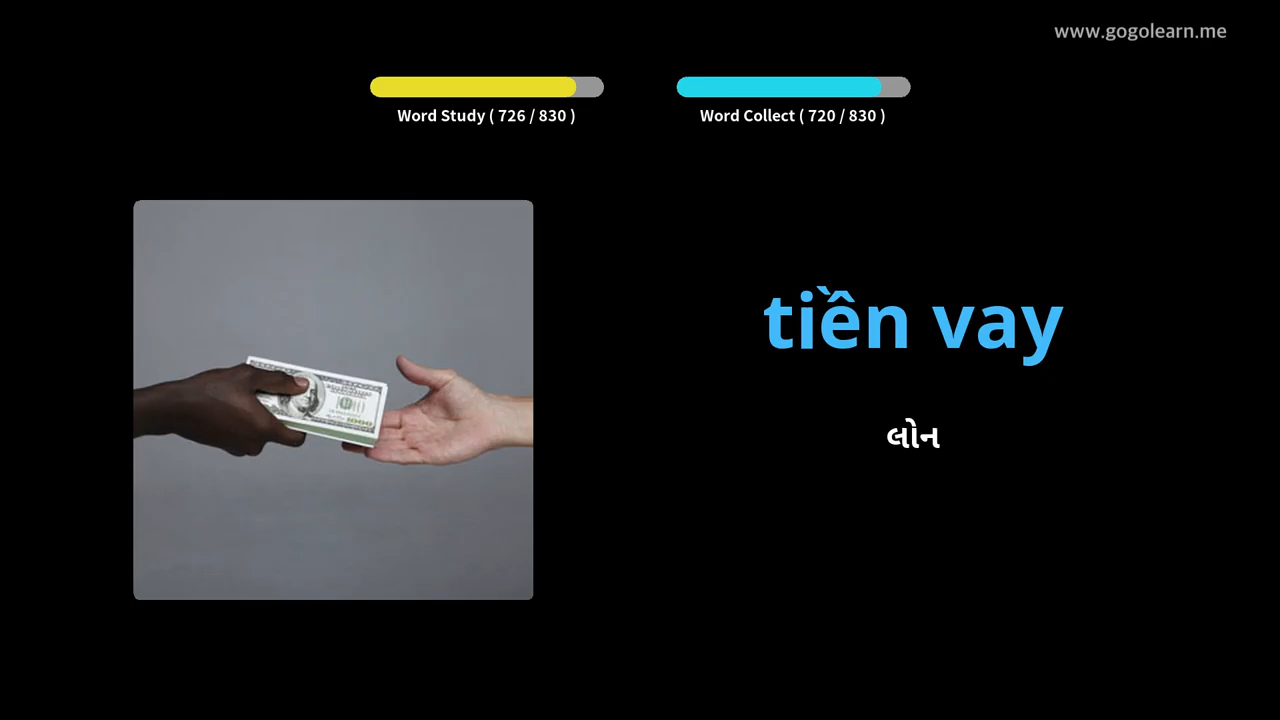 www.gogolearn.me
Word Study ( 726 / 830 )
Word Collect ( 720 / 830 )
tiền vay
લોન